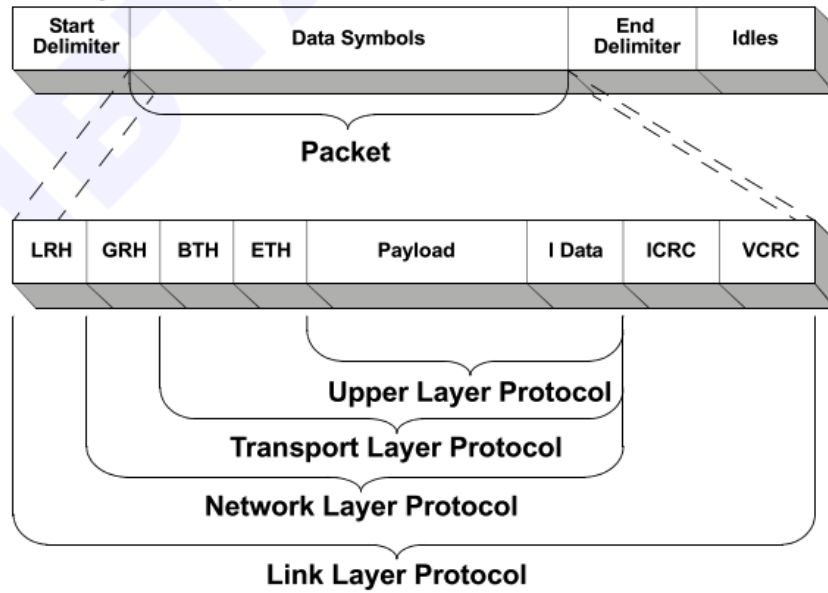 Start Delimiter Data Symbols End Delimiter Idles
Packet
LRH GRH BTH ETH Payload I Data ICRC VCRC
Upper Layer Protocol
Transport Layer Protocol
Network Layer Protocol
Link Layer Protocol